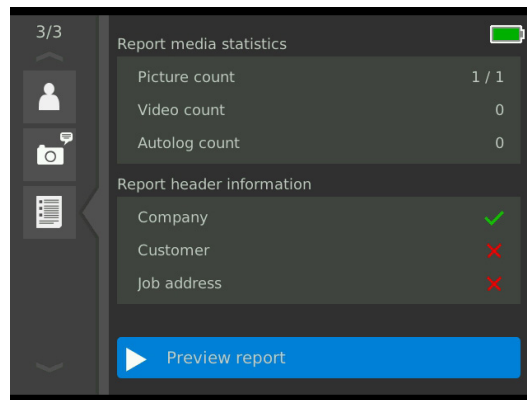 3/3
Report media statistics
Picture count 1 / 1
Video count 0
Autolog count 0
Report header information
Company
Customer
Job address
Preview report